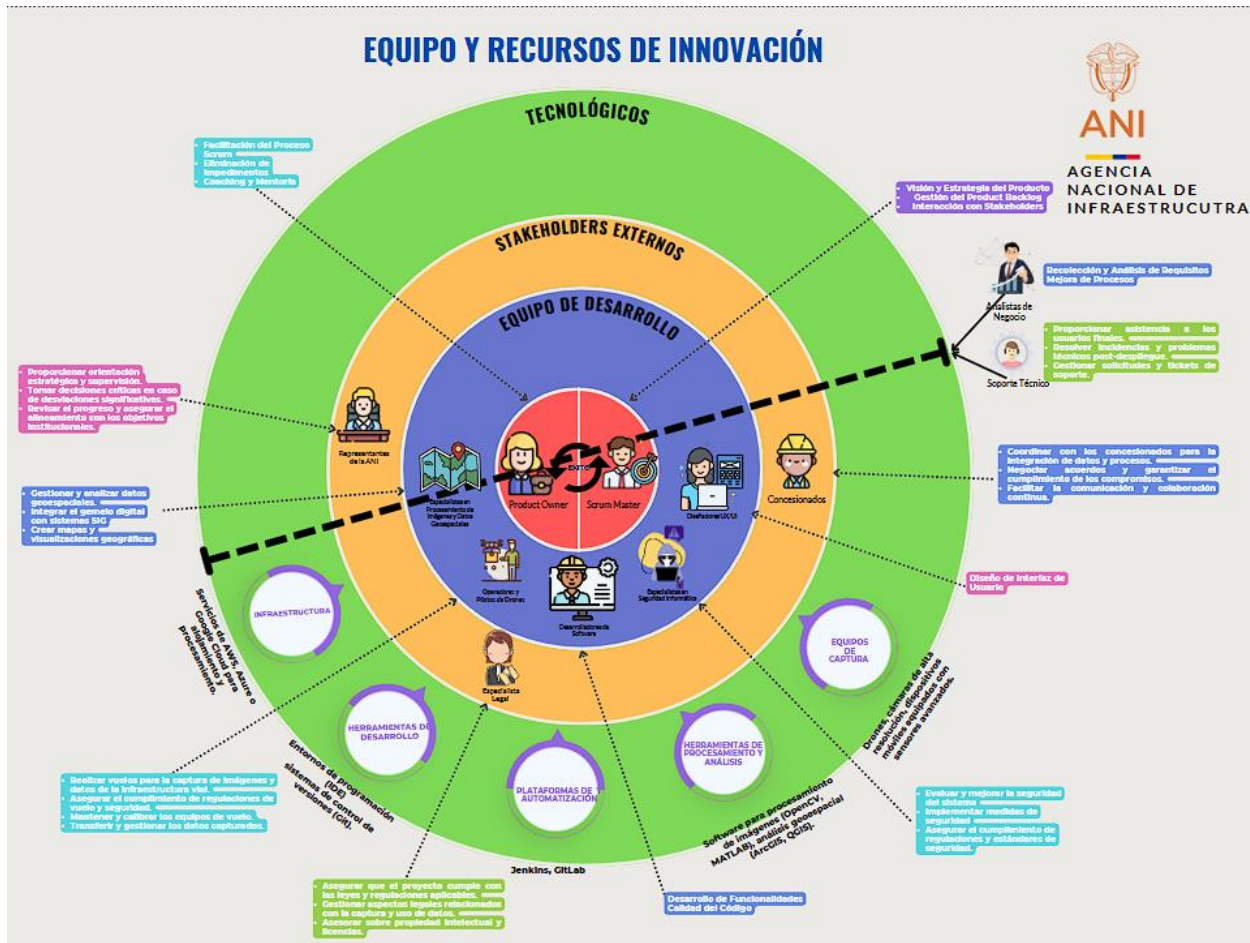 EQUIPO Y RECURSOS DE INNOVACIÓN
ANI
AGENCIA
NACIONAL DE
INFRAESTRUCUTRA
TECNOLÓGICOS
STAKEHOLDERS EXTERNOS
EQUIPO DE DESARROLLO
Facilitación del Proceso
Scrum
Eliminación de
Impedimentos
Coaching y Mentoría
Visión y Estrategia del Producto
Gestión del Product Backlog
Interacción con Stakeholders
Analistas de
Negocio
Recolección y Análisis de Requisitos
Mejora de Procesos
Soporte Técnico
Proporcionar asistencia a los
usuarios finales.
Resolver incidencias y problemas
técnicos post-despliegue.
Gestionar solicitudes y tickets de
soporte.
Proporcionar orientación
estratégica y supervisión.
Tomar decisiones críticas en caso
de desviaciones significativas.
Revisar el progreso y asegurar el
alineamiento con los objetivos
institucionales.
Representantes
de la ANI
Gestionar y analizar datos
geoespaciales.
Integrar el gemelo digital
con sistemas SIG
Crear mapas y
visualizaciones geográficas
Especialistas en
Procesamiento de
Imágenes y Datos
Geoespaciales
Product Owner
Scrum Master
Diseñadores UX/UI
Concesionados
Coordinar con los concesionados para la
integración de datos y procesos.
Negociar acuerdos y garantizar el
cumplimiento de los compromisos.
Facilitar la comunicación y colaboración
continua.
Diseño de Interfaz de
Usuario
Operadores y
Pilotos de Drones
Desarrolladores de
Software
Especialistas en
Seguridad Informática
Especialista
Legal
INFRAESTRUCTURA
Servicios de AWS, Azure o
Google Cloud para
alojamiento y
procesamiento.
HERRAMIENTAS DE
DESARROLLO
Entornos de programación
(IDE)
sistemas de control de
versiones (Git).
PLATAFORMAS DE Y
AUTOMATIZACIÓN
Jenkins, GitLab
HERRAMIENTAS DE
PROCESAMIENTO Y
ANÁLISIS
Software para procesamiento
de imágenes (OpenCV,
MATLAB), análisis geoespacial
(ArcGIS, QGIS).
EQUIPOS
DE
CAPTURA
Drones, cámaras de alta
resolución, dispositivos
móviles equipados con
sensores avanzados.
Realizar vuelos para la captura de imágenes y
datos de la infraestructura vial.
Asegurar el cumplimiento de regulaciones de
vuelo y seguridad.
Mantener y calibrar los equipos de vuelo.
Transferir y gestionar los datos capturados.
Asegurar que el proyecto cumple con
las leyes y regulaciones aplicables.
Gestionar aspectos legales relacionados
con la captura y uso de datos.
Asesorar sobre propiedad intelectual y
licencias.
Desarrollo de Funcionalidades
Calidad del Código
Evaluar y mejorar la seguridad
del sistema
Implementar medidas de
seguridad
Asegurar el cumplimiento de
regulaciones y estándares de
seguridad.